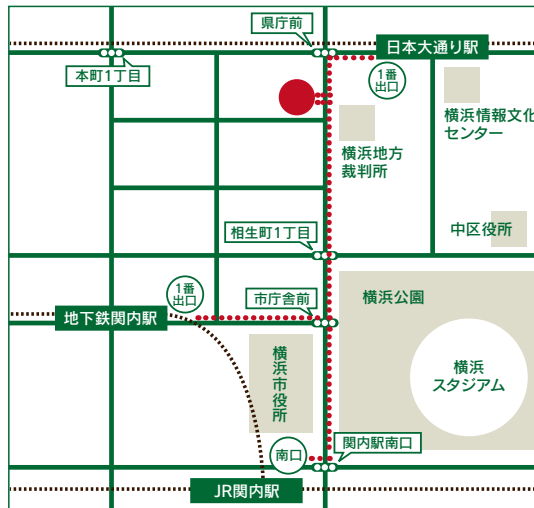 県庁前
日本大通り駅
本町1丁目
1番
出口
横浜情報文化
センター
横浜地方
裁判所
中区役所
相生町1丁目
1番
出口
市庁舎前
横浜公園
地下鉄関内駅
横浜市役所
横浜
スタジアム
関内駅南口
南口
JR関内駅